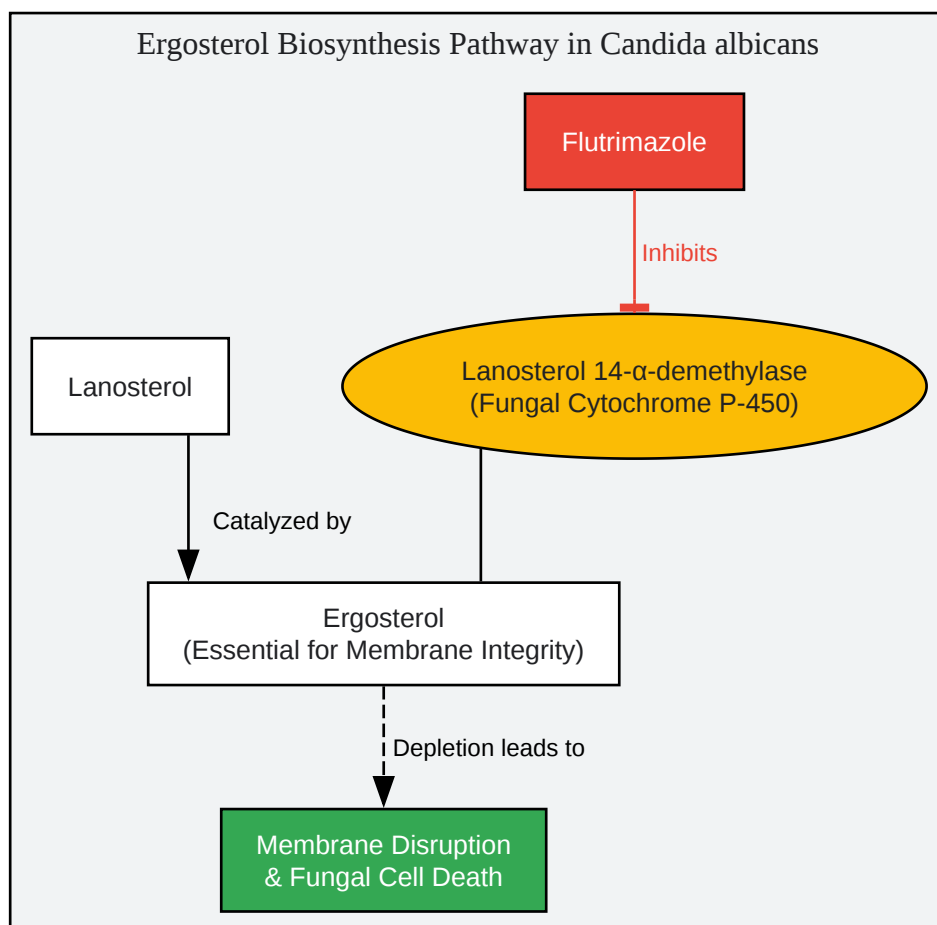 Ergosterol Biosynthesis Pathway in Candida albicans
Flutrimazole
Inhibits
Lanosterol
Lanosterol 14-α-demethylase
(Fungal Cytochrome P-450)
Catalyzed by
Ergosterol
(Essential for Membrane Integrity)
Depletion leads to
Membrane Disruption
& Fungal Cell Death